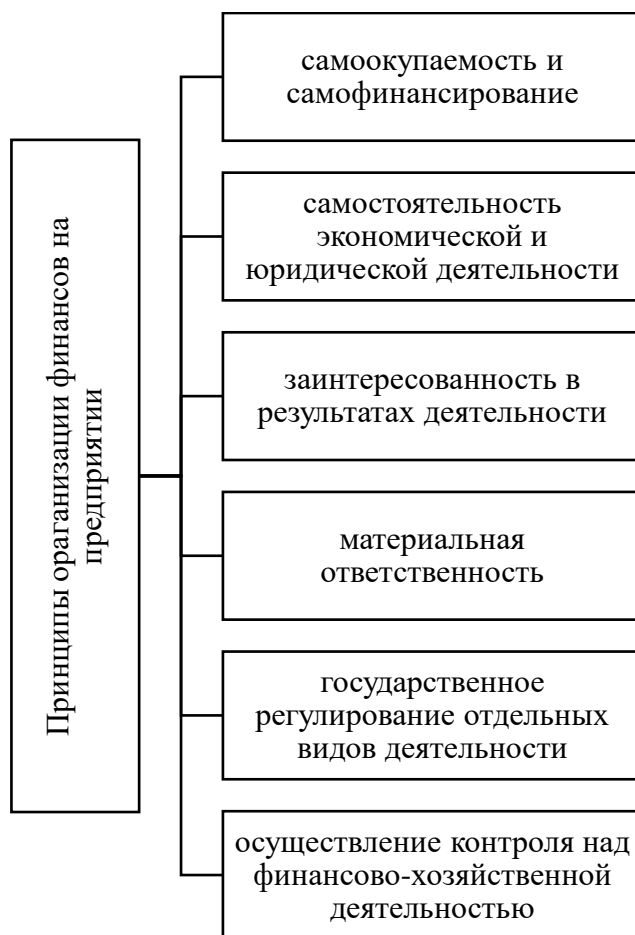 Принципы ораганизации финансов на
предприятии
самоокупаемость и
самофинансирование
самостоятельность
экономической и
юридической деятельности
заинтересованность в
результатах деятельности
материальная
ответственность
государственное
регулирование отдельных
видов деятельности
осуществление контроля над
финансово-хозяйственной
деятельностью